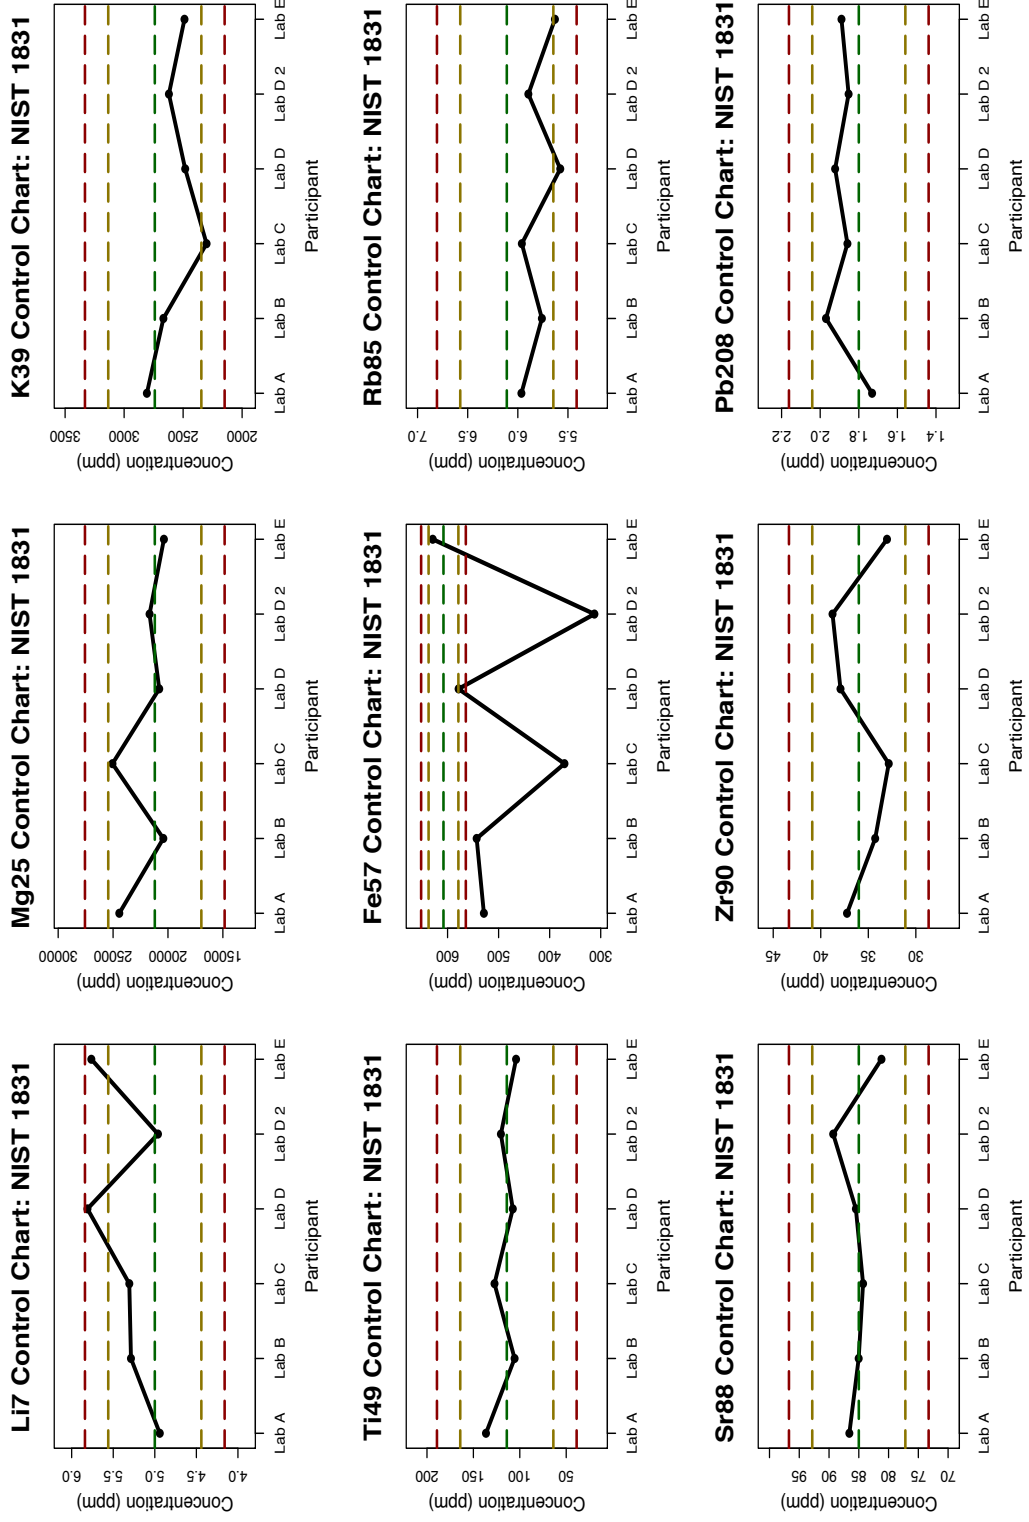 Li7 Control Chart: NIST 1831
Concentration (ppm)
6.0
5.5
5.0
4.5
4.0
Lab A
Lab B
Lab C
Lab D
Lab D 2
Lab E
Participant
Mg25 Control Chart: NIST 1831
Concentration (ppm)
30000
25000
20000
15000
Lab A
Lab B
Lab C
Lab D
Lab D 2
Lab E
Participant
K39 Control Chart: NIST 1831
Concentration (ppm)
3500
3000
2500
2000
Lab A
Lab B
Lab C
Lab D
Lab D 2
Lab E
Participant
Ti49 Control Chart: NIST 1831
Concentration (ppm)
200
150
100
50
Lab A
Lab B
Lab C
Lab D
Lab D 2
Lab E
Participant
Fe57 Control Chart: NIST 1831
Concentration (ppm)
600
500
400
300
Lab A
Lab B
Lab C
Lab D
Lab D 2
Lab E
Participant
Rb85 Control Chart: NIST 1831
Concentration (ppm)
7.0
6.5
6.0
5.5
Lab A
Lab B
Lab C
Lab D
Lab D 2
Lab E
Participant
Sr88 Control Chart: NIST 1831
Concentration (ppm)
95
90
85
80
75
70
Lab A
Lab B
Lab C
Lab D
Lab D 2
Lab E
Participant
Zr90 Control Chart: NIST 1831
Concentration (ppm)
45
40
35
30
Lab A
Lab B
Lab C
Lab D
Lab D 2
Lab E
Participant
Pb208 Control Chart: NIST 1831
Concentration (ppm)
2.2
2.0
1.8
1.6
1.4
Lab A
Lab B
Lab C
Lab D
Lab D 2
Lab E
Participant